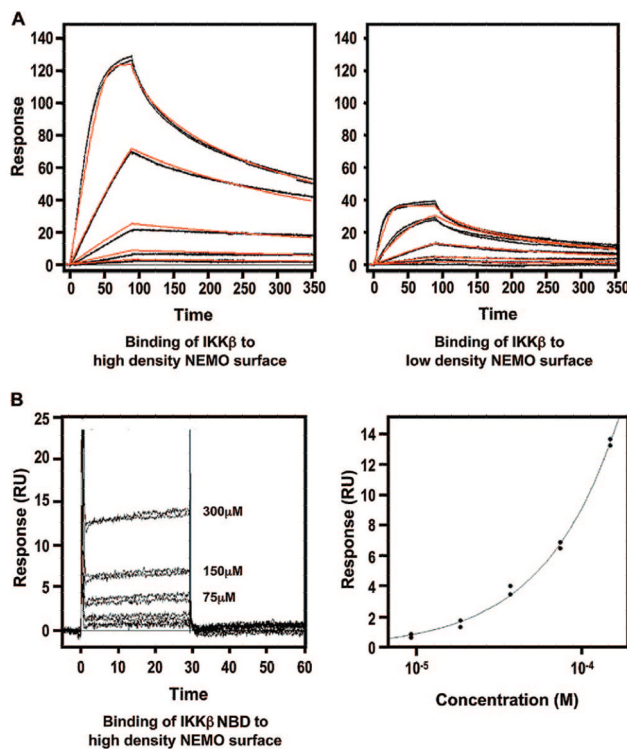 A
140
120
100
80
60
40
20
0
Response
0 50 100 150 200 250 300 350
Time
Binding of IKKβ to
high density NEMO surface
140
120
100
80
60
40
20
0
0 50 100 150 200 250 300 350
Time
Binding of IKKβ to
low density NEMO surface
B
25
20
15
10
5
0
Response (RU)
300µM
150µM
75µM
0 10 20 30 40 50 60
Time
Binding of IKKβ NBD to
high density NEMO surface
14
12
10
8
6
4
2
0
Response (RU)
10-5 10-4
Concentration (M)